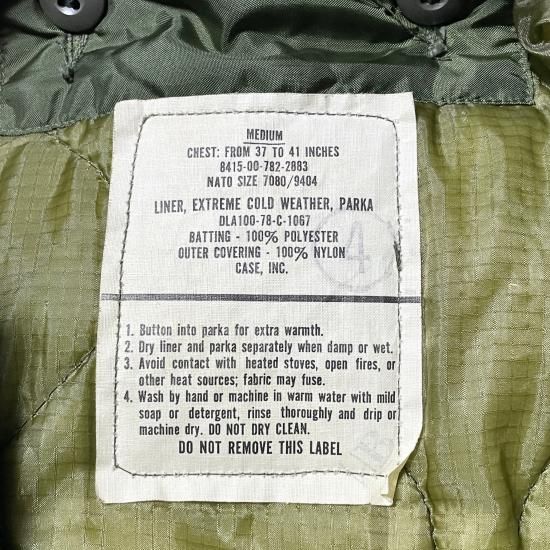 MEDIUM
CHEST: FROM 37 TO 41 INCHES
8415-00-782-2883
NATO SIZE 7080/9404
LINER, EXTREME COLD WEATHER, PARKA
DLA100-78-C-1067
BATTING - 100% POLYESTER
OUTER COVERING - 100% NYLON
CASE, INC.
4
1. Button into parka for extra warmth.
2. Dry liner and parka separately when damp or wet.
3. Avoid contact with heated stoves, open fires, or
other heat sources; fabric may fuse.
4. Wash by hand or machine in warm water with mild
soap or detergent, rinse thoroughly and drip or
machine dry. DO NOT DRY CLEAN.
DO NOT REMOVE THIS LABEL